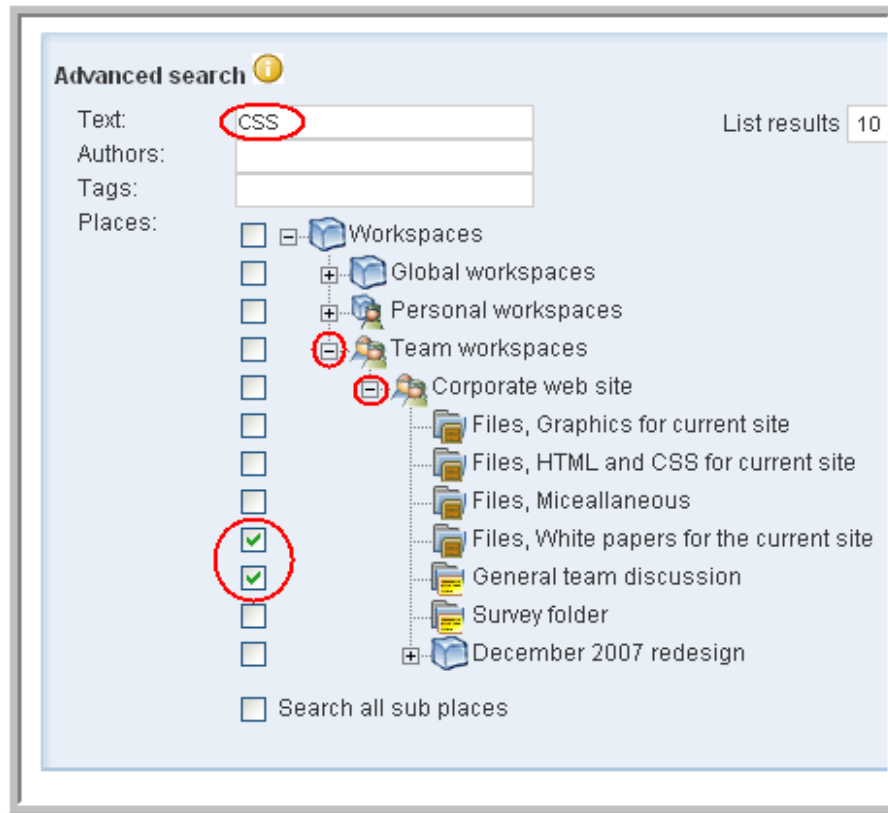 Advanced search
Text: CSS List results 10
Authors:
Tags:
Places:
Workspaces
Global workspaces
Personal workspaces
Team workspaces
Corporate web site
Files, Graphics for current site
Files, HTML and CSS for current site
Files, Miceallaneous
Files, White papers for the current site
General team discussion
Survey folder
December 2007 redesign
Search all sub places